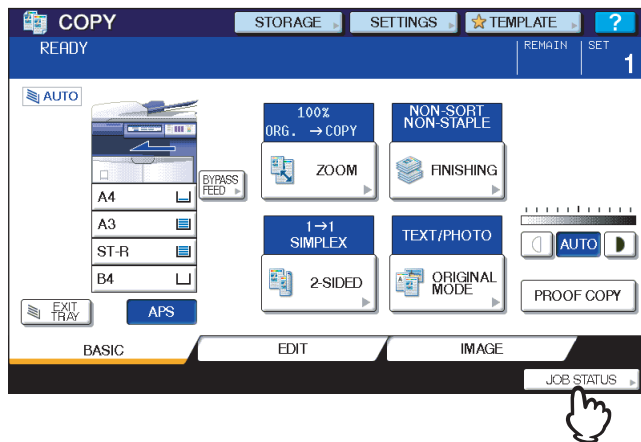 COPY
STORAGE
SETTINGS
TEMPLATE
?
READY
REMAIN
SET
1
AUTO
100%
ORG. →COPY
ZOOM
NON-SORT
NON-STAPLE
FINISHING
BYPASS
FEED
A4
A3
ST-R
B4
1→1
SIMPLEX
2-SIDED
TEXT/PHOTO
ORIGINAL
MODE
AUTO
PROOF COPY
EXIT
TRAY
APS
BASIC
EDIT
IMAGE
JOB STATUS